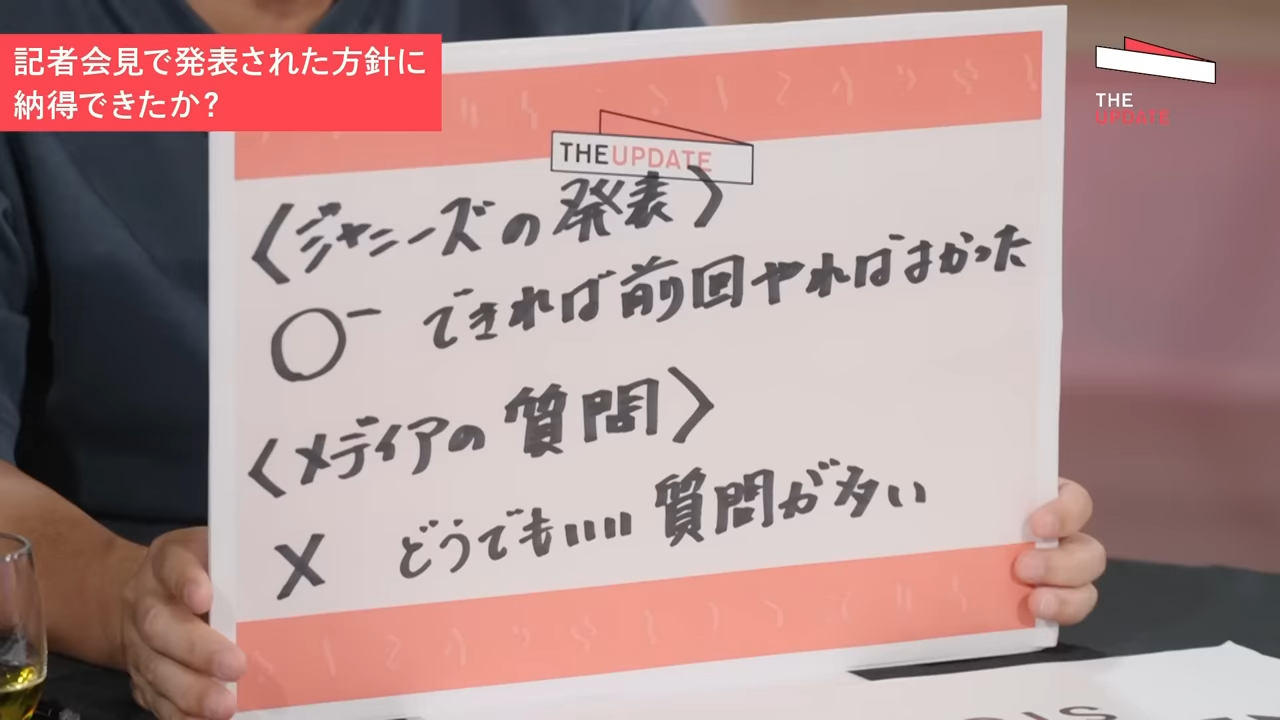 記者会見で発表された方針に
納得できたか?
THE
UPDATE
THE UPDATE
〈ジャニーズの発表〉
○- できれば前回やればよかった
〈メディアの質問〉
× どうでもいい質問が多い